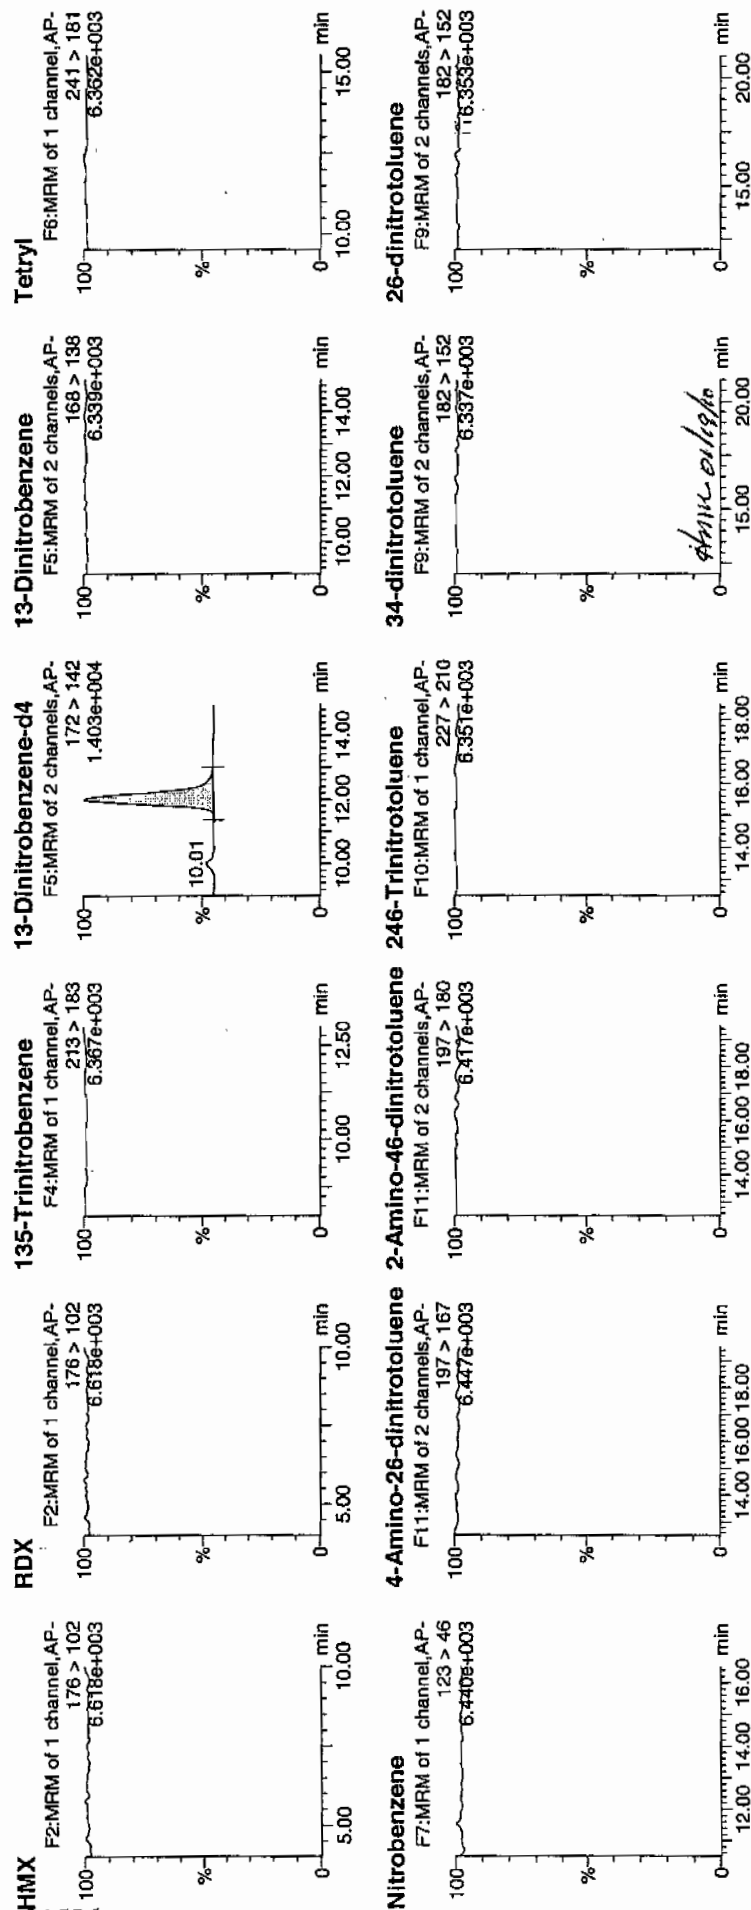 HMX
F2:MRM of 1 channel,AP-
176 > 102
6.618e+003
100
%
0
5.00 10.00 min
RDX
F2:MRM of 1 channel,AP-
176 > 102
6.618e+003
100
%
0
5.00 10.00 min
135-Trinitrobenzene
F4:MRM of 1 channel,AP-
213 > 183
6.367e+003
100
%
0
10.00 12.50 min
13-Dinitrobenzene-d4
F5:MRM of 2 channels,AP-
172 > 142
1.403e+004
100
10.01
%
0
10.00 12.00 14.00 min
13-Dinitrobenzene
F5:MRM of 2 channels,AP-
168 > 138
6.339e+003
100
%
0
10.00 12.00 14.00 min
Tetryl
F6:MRM of 1 channel,AP-
241 > 181
6.362e+003
100
%
0
10.00 15.00 min
Nitrobenzene
F7:MRM of 1 channel,AP-
123 > 46
6.440e+003
100
%
0
12.00 14.00 16.00 min
4-Amino-26-dinitrotoluene
F11:MRM of 2 channels,AP-
197 > 167
6.447e+003
100
%
0
14.00 16.00 18.00 min
2-Amino-46-dinitrotoluene
F11:MRM of 2 channels,AP-
197 > 180
6.417e+003
100
%
0
14.00 16.00 18.00 min
246-Trinitrotoluene
F10:MRM of 1 channel,AP-
227 > 210
6.351e+003
100
%
0
14.00 16.00 18.00 min
34-dinitrotoluene
F9:MRM of 2 channels,AP-
182 > 152
6.337e+003
100
%
0
15.00 20.00 min
26-dinitrotoluene
F9:MRM of 2 channels,AP-
182 > 152
6.353e+003
100
%
0
15.00 20.00 min